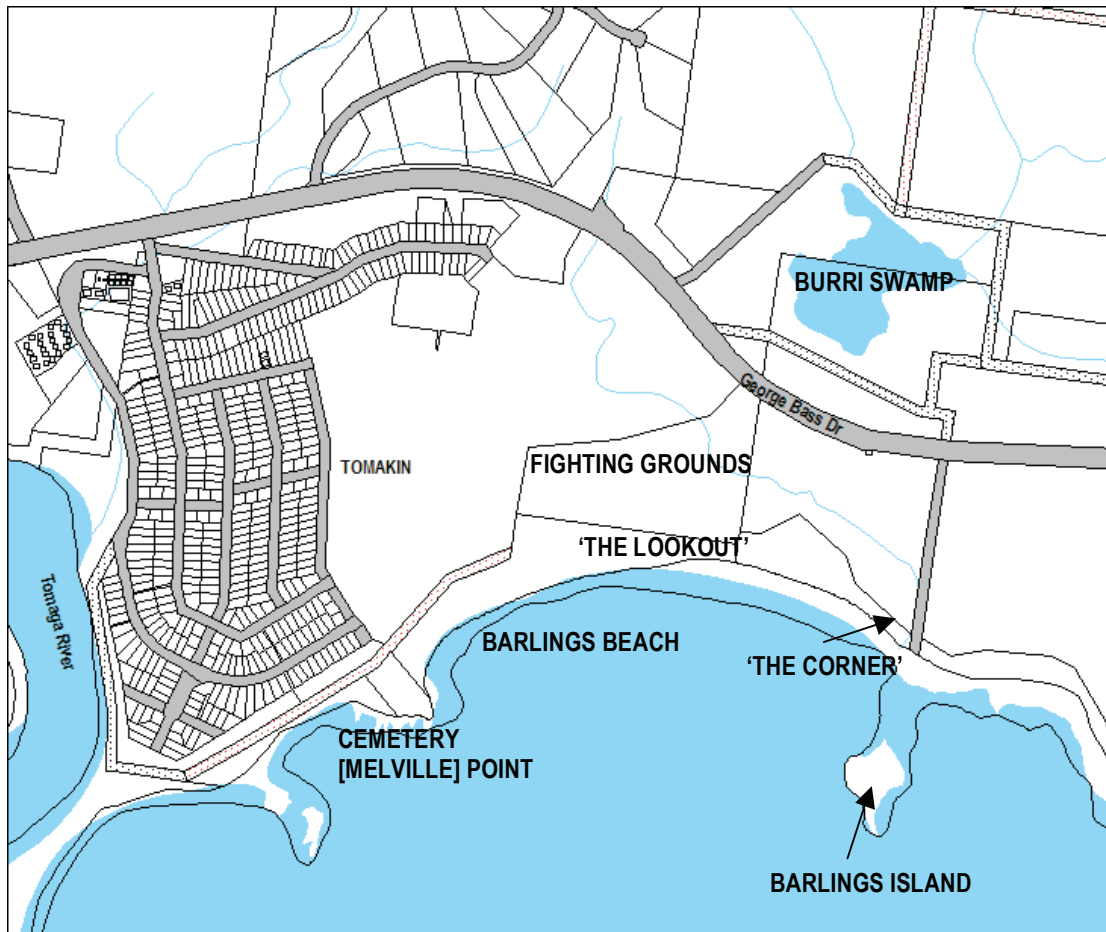 BURRI SWAMP
George Bass Dr
TOMAKIN
FIGHTING GROUNDS
‘THE LOOKOUT’
Tomaga River
BARLINGS BEACH
‘THE CORNER’
CEMETERY
[MELVILLE] POINT
BARLINGS ISLAND